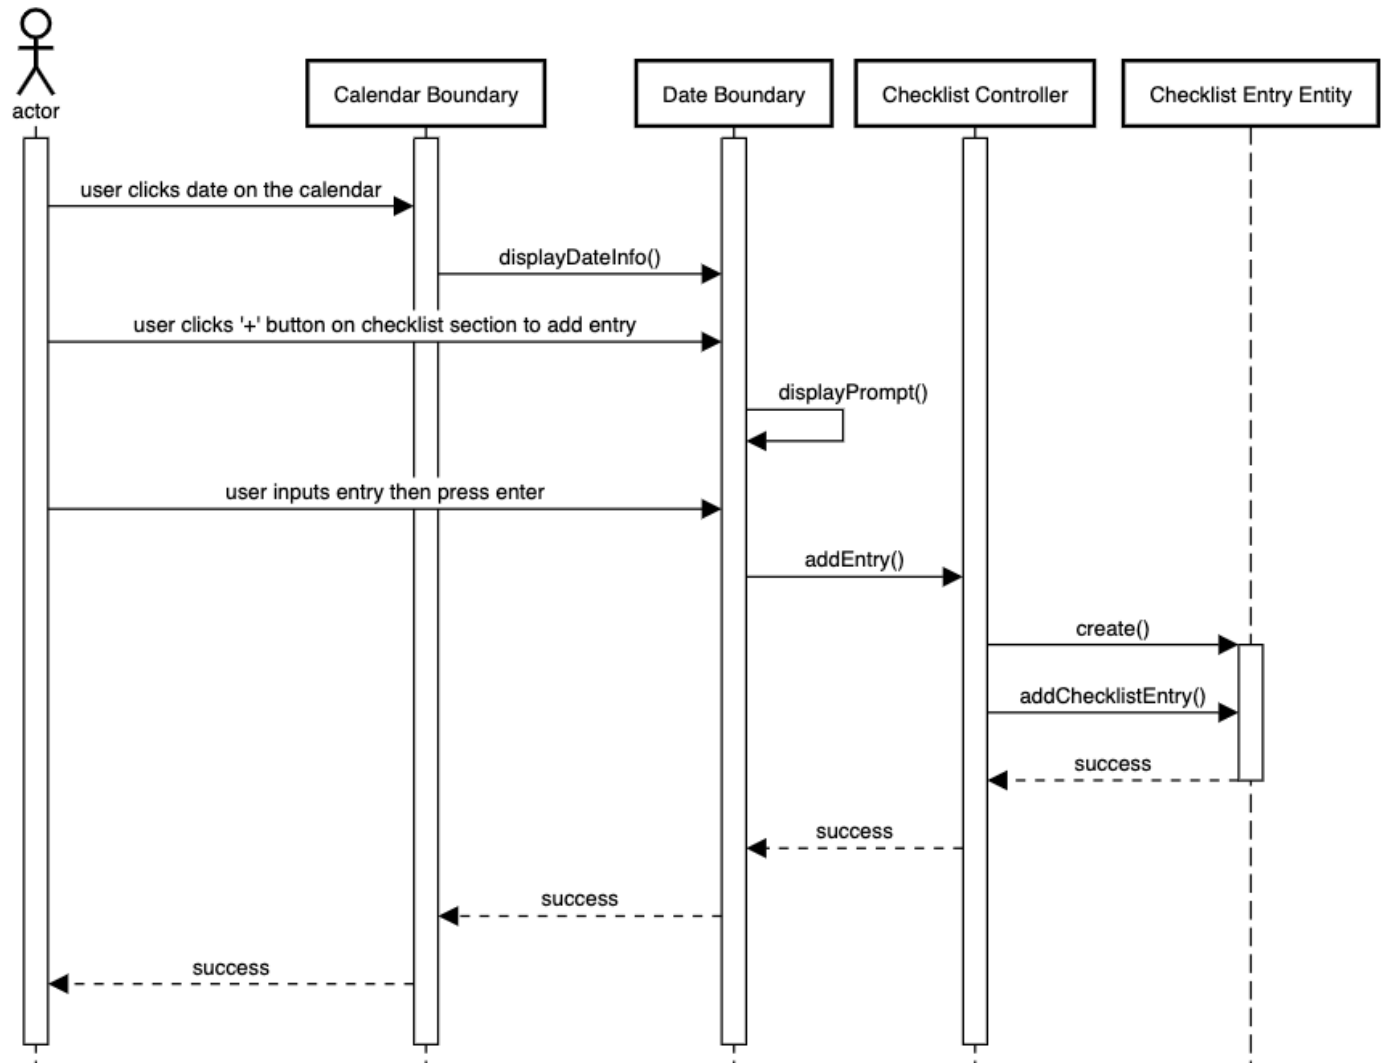 actor
Calendar Boundary
Date Boundary
Checklist Controller
Checklist Entry Entity
user clicks date on the calendar
displayDateInfo()
user clicks '+' button on checklist section to add entry
displayPrompt()
user inputs entry then press enter
addEntry()
create()
addChecklistEntry()
success
success
success
success